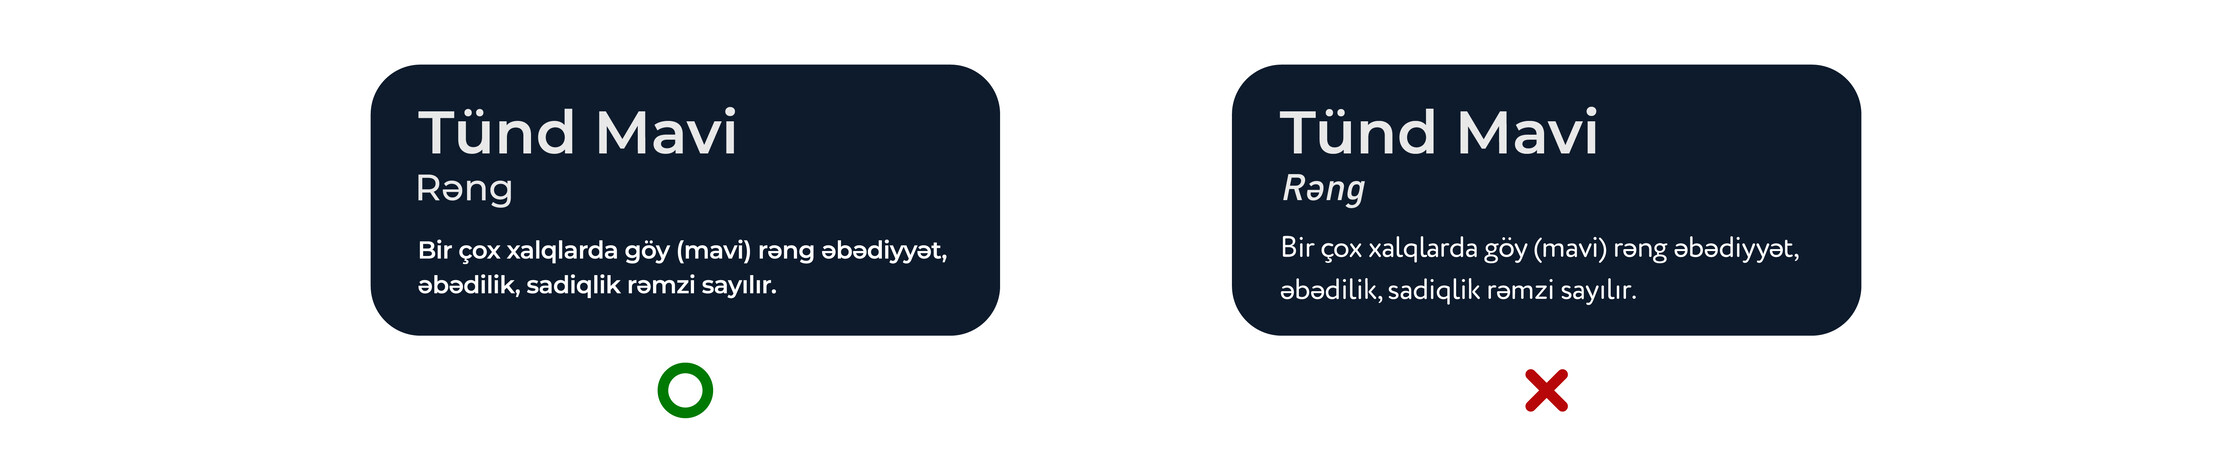 Tünd Mavi
Rəng
Bir çox xalqlarda göy (mavi) rəng əbədiyyət,
əbədilik, sadiqlik rəmzi sayılır.
Tünd Mavi
Rəng
Bir çox xalqlarda göy (mavi) rəng əbədiyyət,
əbədilik, sadiqlik rəmzi sayılır.